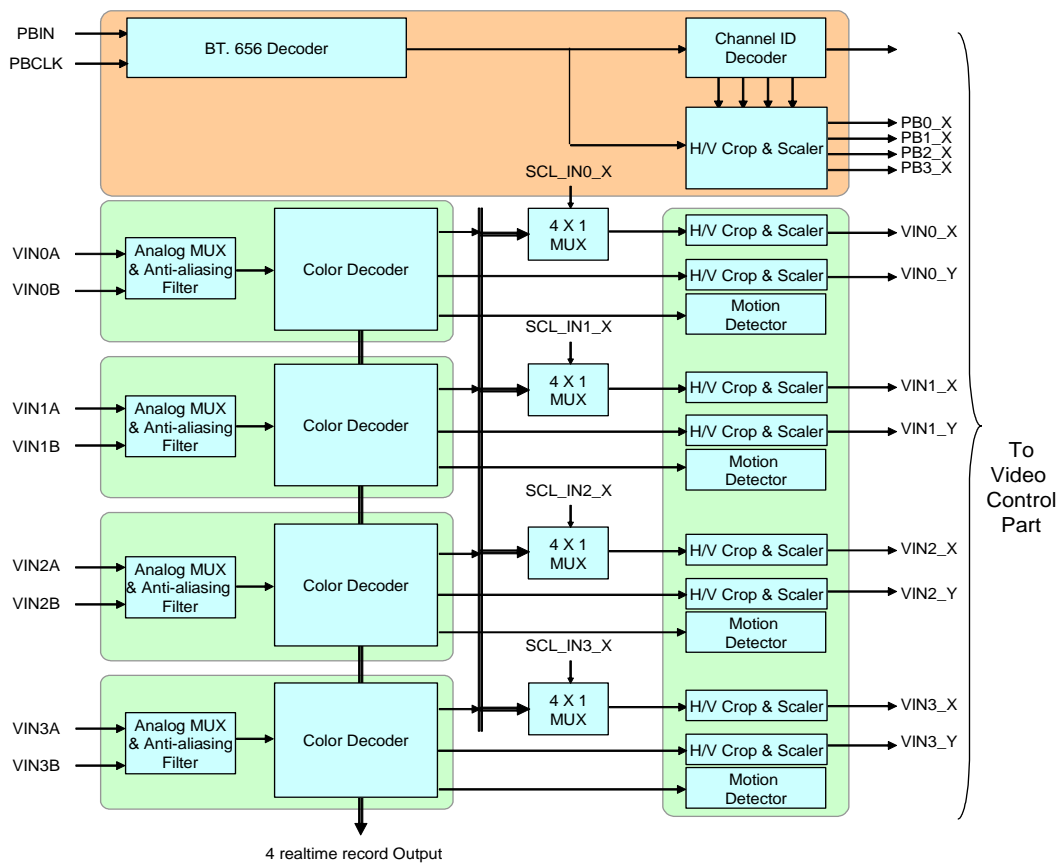 PBIN
PBCLK
BT. 656 Decoder
Channel ID
Decoder
H/V Crop & Scaler
PB0_X
PB1_X
PB2_X
PB3_X
SCL_IN0_X
VIN0A
VIN0B
Analog MUX
& Anti-aliasing
Filter
Color Decoder
4 X 1
MUX
H/V Crop & Scaler
VIN0_X
H/V Crop & Scaler
VIN0_Y
Motion
Detector
SCL_IN1_X
VIN1A
VIN1B
Analog MUX
& Anti-aliasing
Filter
Color Decoder
4 X 1
MUX
H/V Crop & Scaler
VIN1_X
H/V Crop & Scaler
VIN1_Y
Motion
Detector
SCL_IN2_X
VIN2A
VIN2B
Analog MUX
& Anti-aliasing
Filter
Color Decoder
4 X 1
MUX
H/V Crop & Scaler
VIN2_X
H/V Crop & Scaler
VIN2_Y
Motion
Detector
SCL_IN3_X
VIN3A
VIN3B
Analog MUX
& Anti-aliasing
Filter
Color Decoder
4 X 1
MUX
H/V Crop & Scaler
VIN3_X
H/V Crop & Scaler
VIN3_Y
Motion
Detector
To
Video
Control
Part
4 realtime record Output